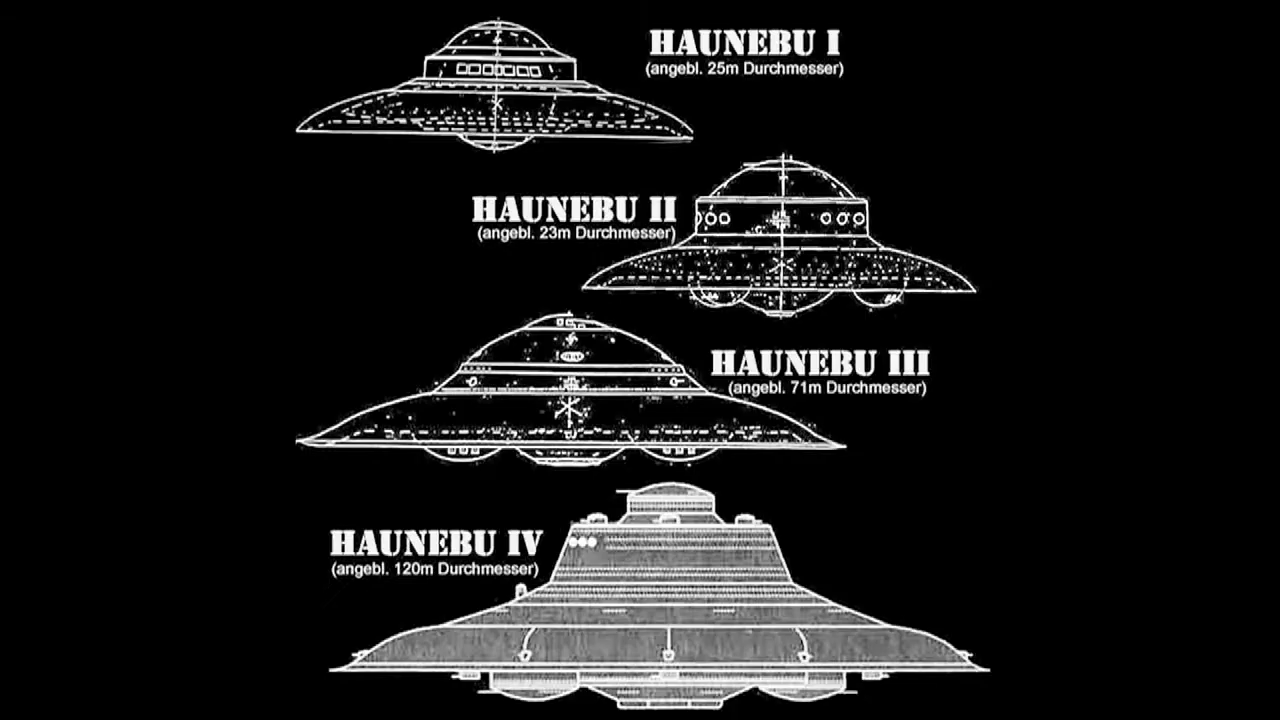 HAUNEBU I
(angebl. 25m Durchmesser)
HAUNEBU II
(angebl. 23m Durchmesser)
HAUNEBU III
(angebl. 71m Durchmesser)
HAUNEBU IV
(angebl. 120m Durchmesser)